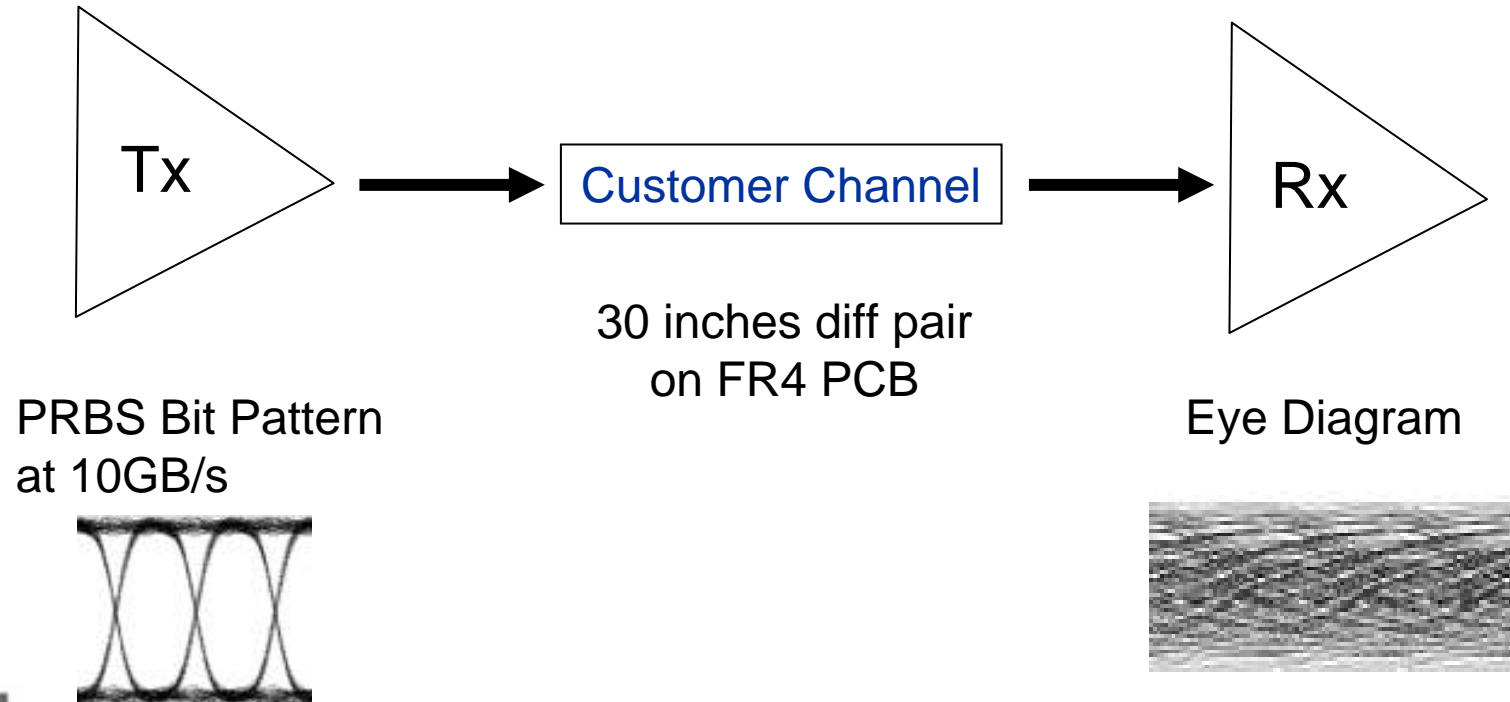 Tx
Customer Channel
Rx
30 inches diff pair
on FR4 PCB
PRBS Bit Pattern
at 10GB/s
Eye Diagram